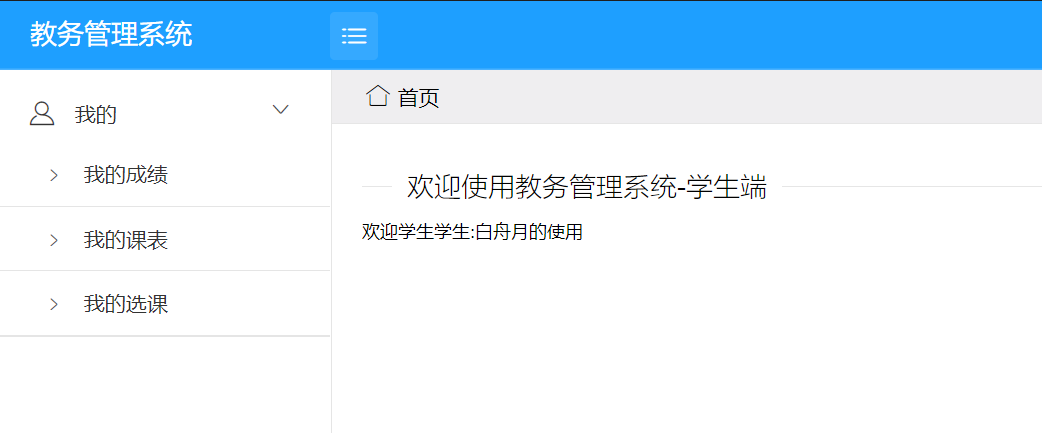 教务管理系统
我的
我的成绩
我的课表
我的选课
首页
欢迎使用教务管理系统-学生端
欢迎学生学生:白舟月的使用